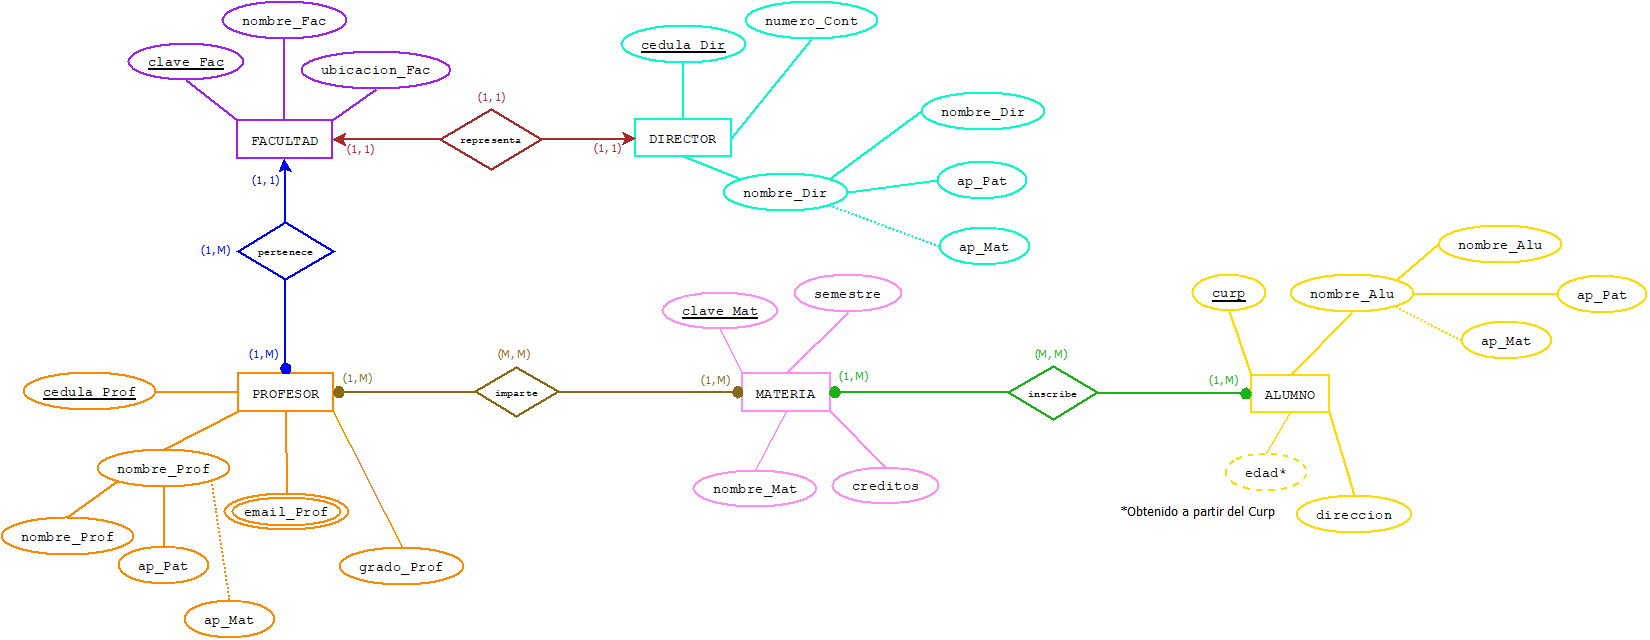 nombre_Fac
clave_Fac
ubicacion_Fac
FACULTAD
(1,1)
representa
(1,1)
(1,1)
cedula_Dir
numero_Cont
DIRECTOR
nombre_Dir
nombre_Dir
ap_Pat
ap_Mat
(1,1)
(1,M)
pertenece
(1,M)
cedula_Prof
PROFESOR
nombre_Prof
nombre_Prof
ap_Pat
ap_Mat
email_Prof
grado_Prof
(1,M)
(M,M)
imparte
(1,M)
clave_Mat
semestre
MATERIA
nombre_Mat
creditos
(1,M)
(M,M)
inscribe
(1,M)
curp
nombre_Alu
nombre_Alu
ap_Pat
ap_Mat
ALUMNO
edad*
direccion
*Obtenido a partir del Curp